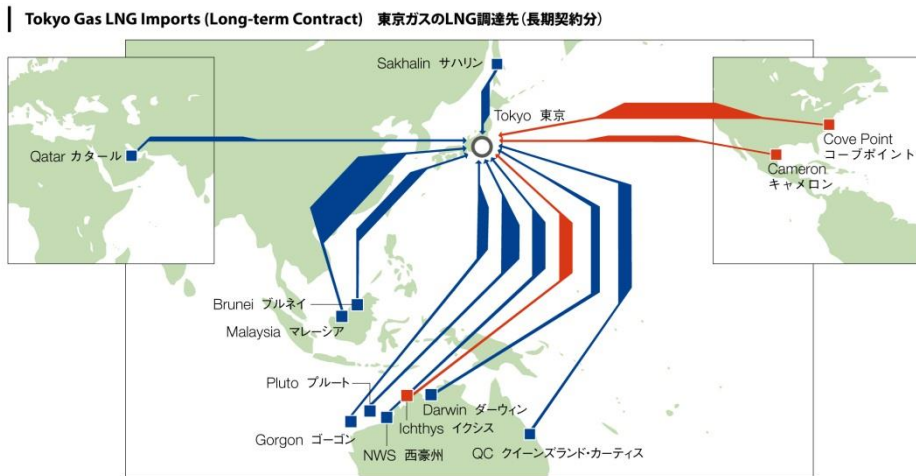 Tokyo Gas LNG Imports (Long-term Contract) 東京ガスのLNG調達先(長期契約分)
Sakhalin サハリン
Tokyo 東京
Qatar カタール
Cove Point
コーブポイント
Cameron
キャメロン
Brunei ブルネイ
Malaysia マレーシア
Pluto プルート
Darwin ダーウィン
Ichthys イクシス
Gorgon ゴーゴン
NWS 西豪州
QC クイーンズランド・カーティス